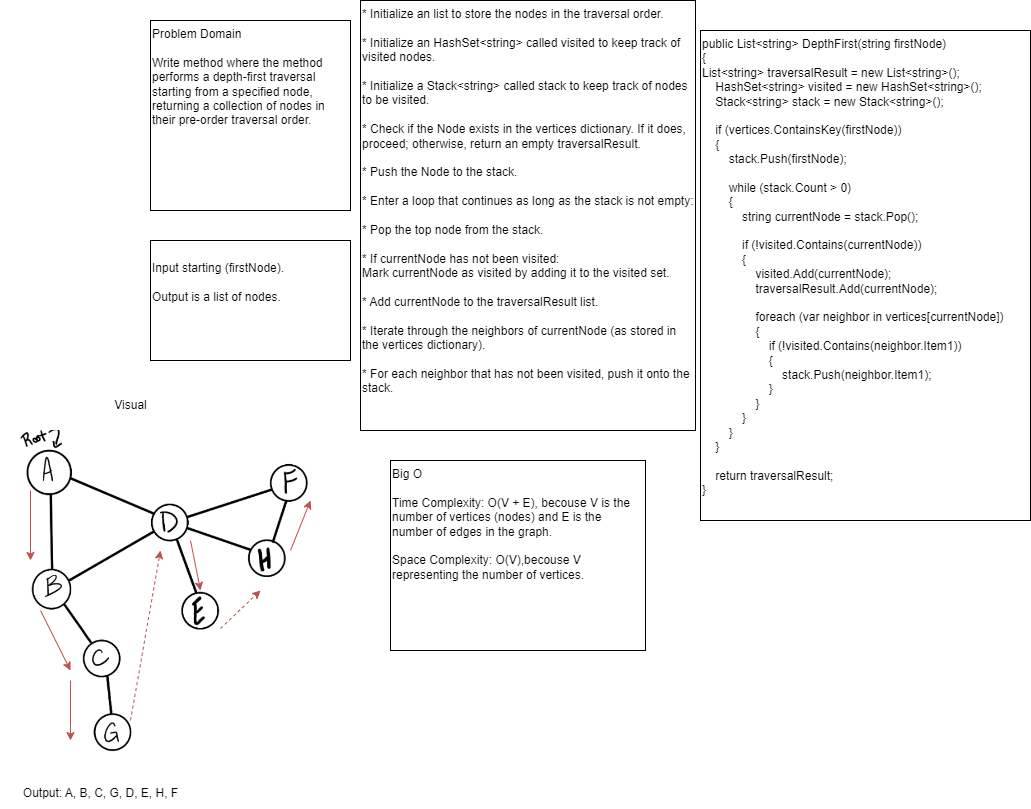 Problem Domain
Write method where the method
performs a depth-first traversal
starting from a specified node,
returning a collection of nodes in
their pre-order traversal order.
Input starting (firstNode).
Output is a list of nodes.
* Initialize an list to store the nodes in the traversal order.
* Initialize an HashSet<string> called visited to keep track of
visited nodes.
* Initialize a Stack<string> called stack to keep track of nodes
to be visited.
* Check if the Node exists in the vertices dictionary. If it does,
proceed; otherwise, return an empty traversalResult.
* Push the Node to the stack.
* Enter a loop that continues as long as the stack is not empty:
* Pop the top node from the stack.
* If currentNode has not been visited:
Mark currentNode as visited by adding it to the visited set.
* Add currentNode to the traversalResult list.
* Iterate through the neighbors of currentNode (as stored in
the vertices dictionary).
* For each neighbor that has not been visited, push it onto the
stack.
public List<string> DepthFirst(string firstNode)
{
List<string> traversalResult = new List<string>();
HashSet<string> visited = new HashSet<string>();
Stack<string> stack = new Stack<string>();
if (vertices.ContainsKey(firstNode))
{
stack.Push(firstNode);
while (stack.Count > 0)
{
string currentNode = stack.Pop();
if (!visited.Contains(currentNode))
{
visited.Add(currentNode);
traversalResult.Add(currentNode);
foreach (var neighbor in vertices[currentNode])
{
if (!visited.Contains(neighbor.Item1))
{
stack.Push(neighbor.Item1);
}
}
}
}
}
return traversalResult;
}
Visual
Root
A
F
D
H
B
E
C
G
Output: A, B, C, G, D, E, H, F
Big O
Time Complexity: O(V + E), becouse V is the
number of vertices (nodes) and E is the
number of edges in the graph.
Space Complexity: O(V),becouse V
representing the number of vertices.